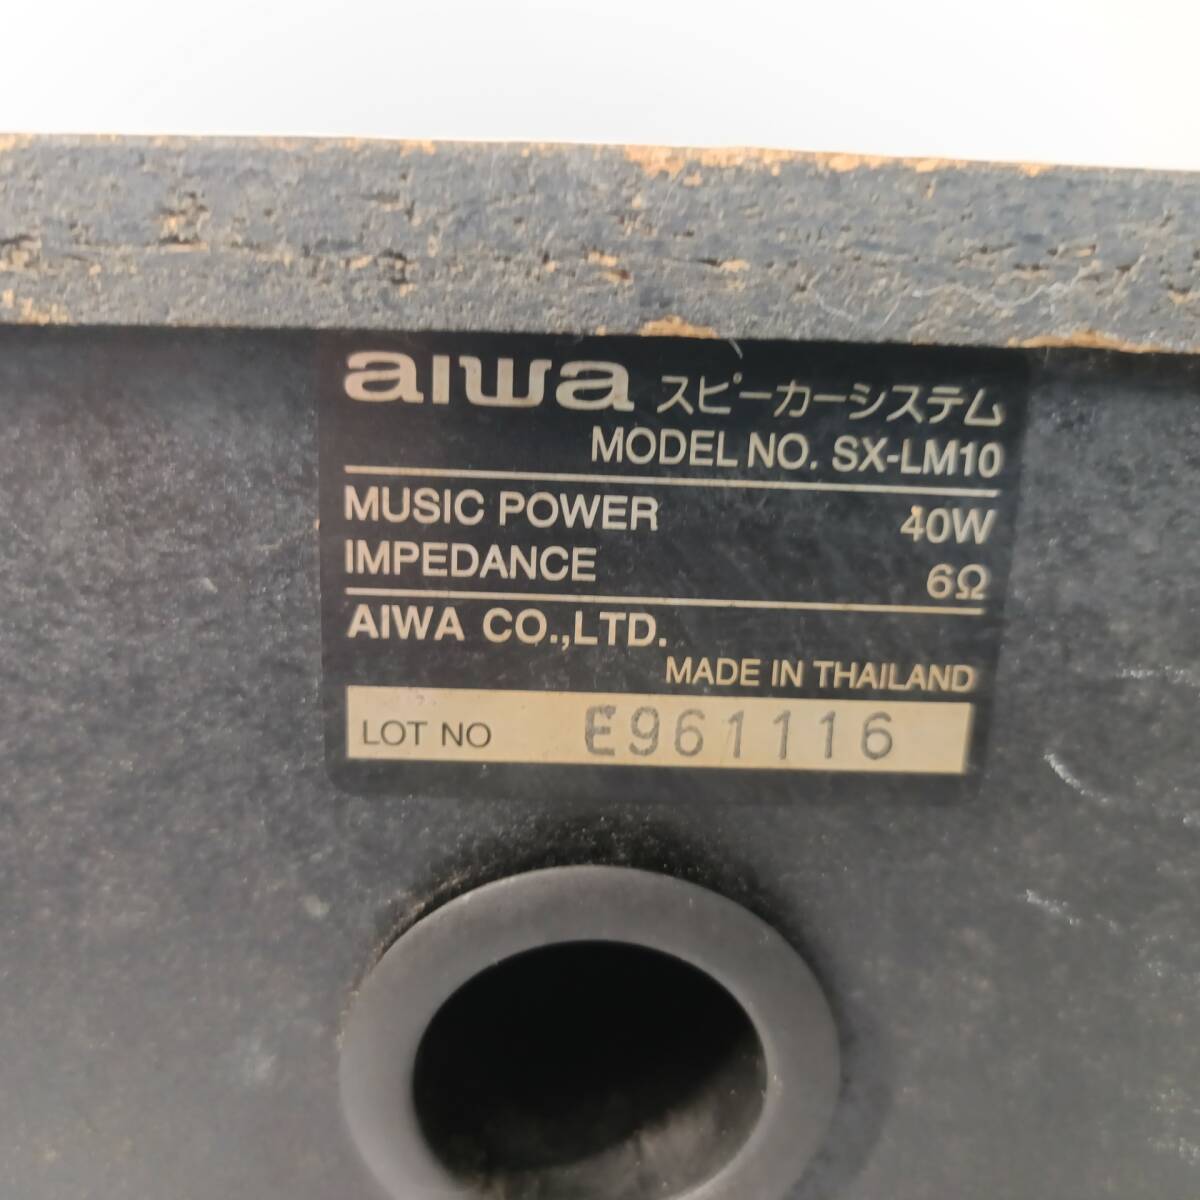 aiwa スピーカーシステム
MODEL NO. SX-LM10
MUSIC POWER 40W
IMPEDANCE 6Ω
AIWA CO.,LTD.
MADE IN THAILAND
LOT NO E961116